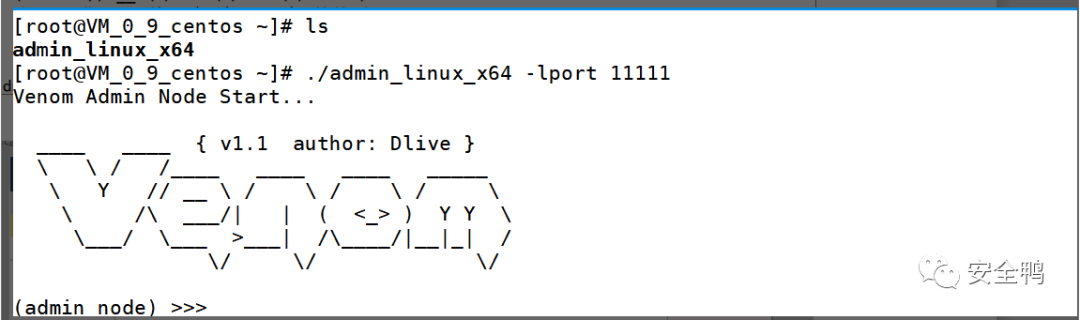 [root@VM_0_9_centos ~]# ls
admin_linux_x64
[root@VM_0_9_centos ~]# ./admin_linux_x64 -lport 11111
Venom Admin Node Start...
{ v1.1 author: Dlive }
Venom
(admin node) >>>
安全鸭